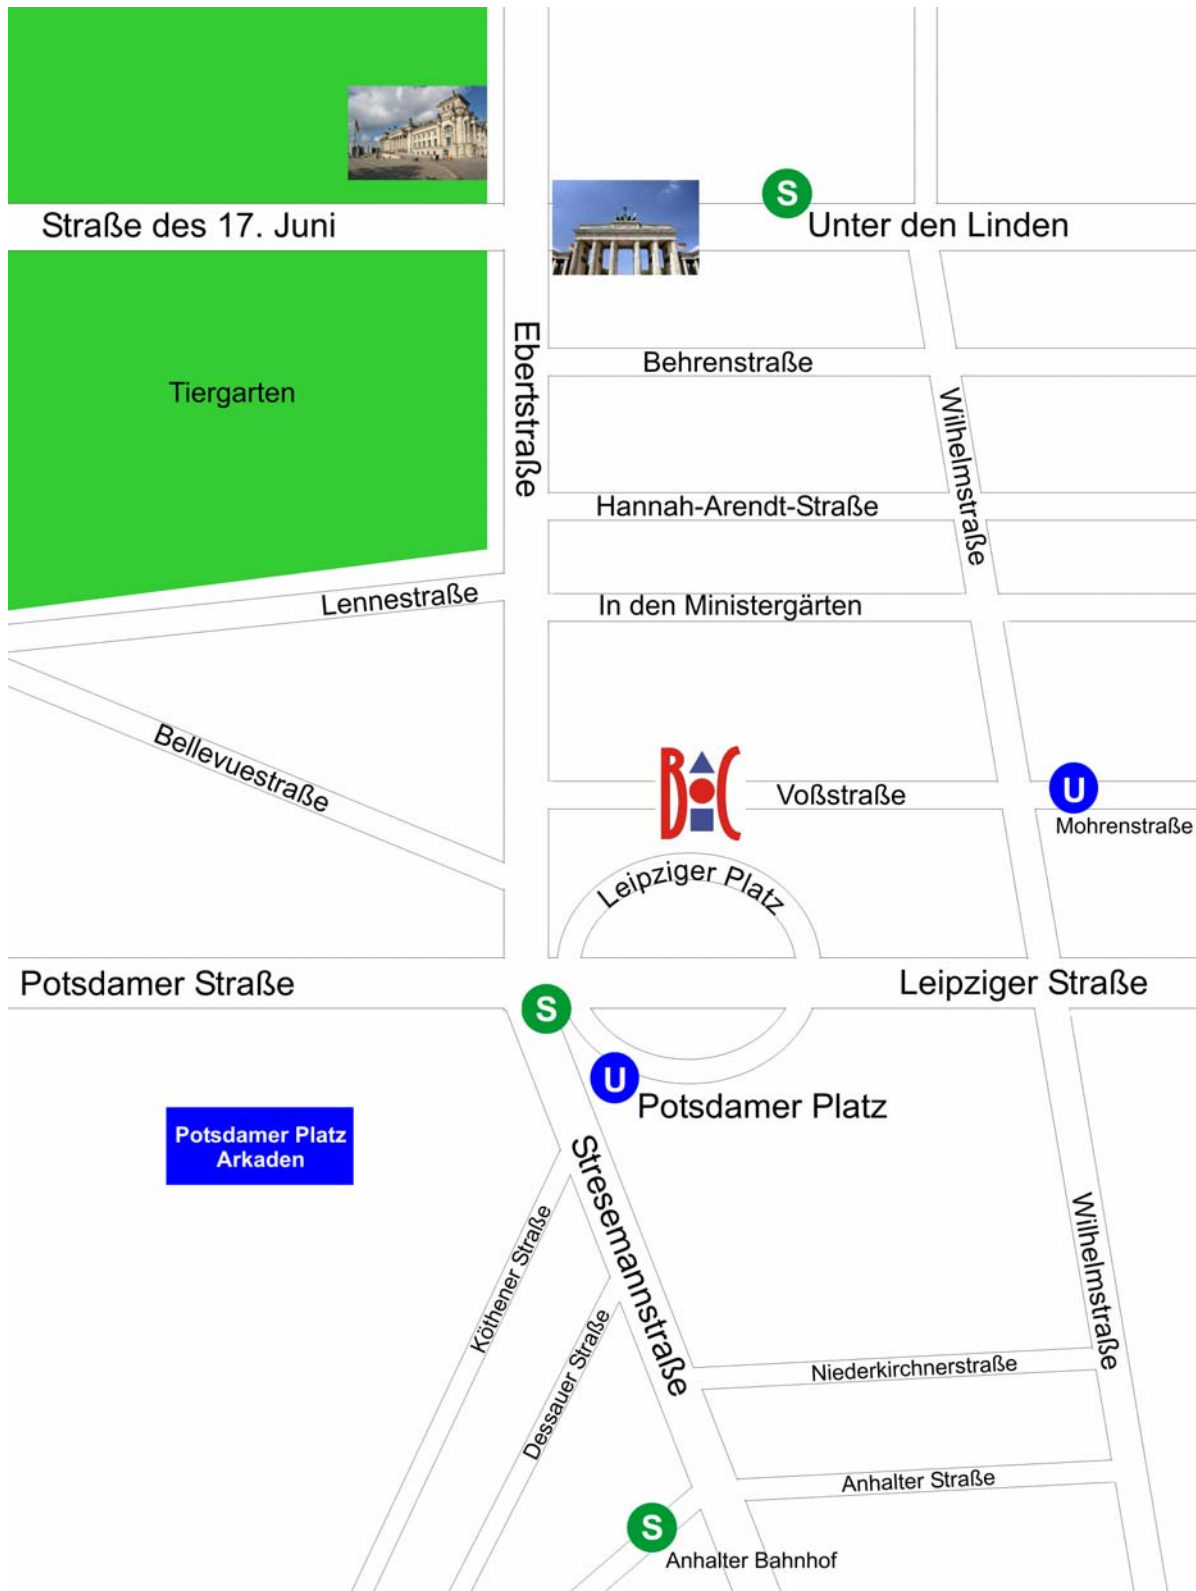 S
Straße des 17. Juni
Unter den Linden
Ebertstraße
Behrenstraße
Tiergarten
Wilhelmstraße
Hannah-Arendt-Straße
Lennestraße
In den Ministergärten
Bellevuestraße
B C
Voßstraße
U
Mohrenstraße
Leipziger Platz
Potsdamer Straße
Leipziger Straße
S
U
Potsdamer Platz
Potsdamer Platz
Arkaden
Stresemannstraße
Köthener Straße
Wilhelmstraße
Dessauer Straße
Niederkirchnerstraße
Anhalter Straße
S
Anhalter Bahnhof